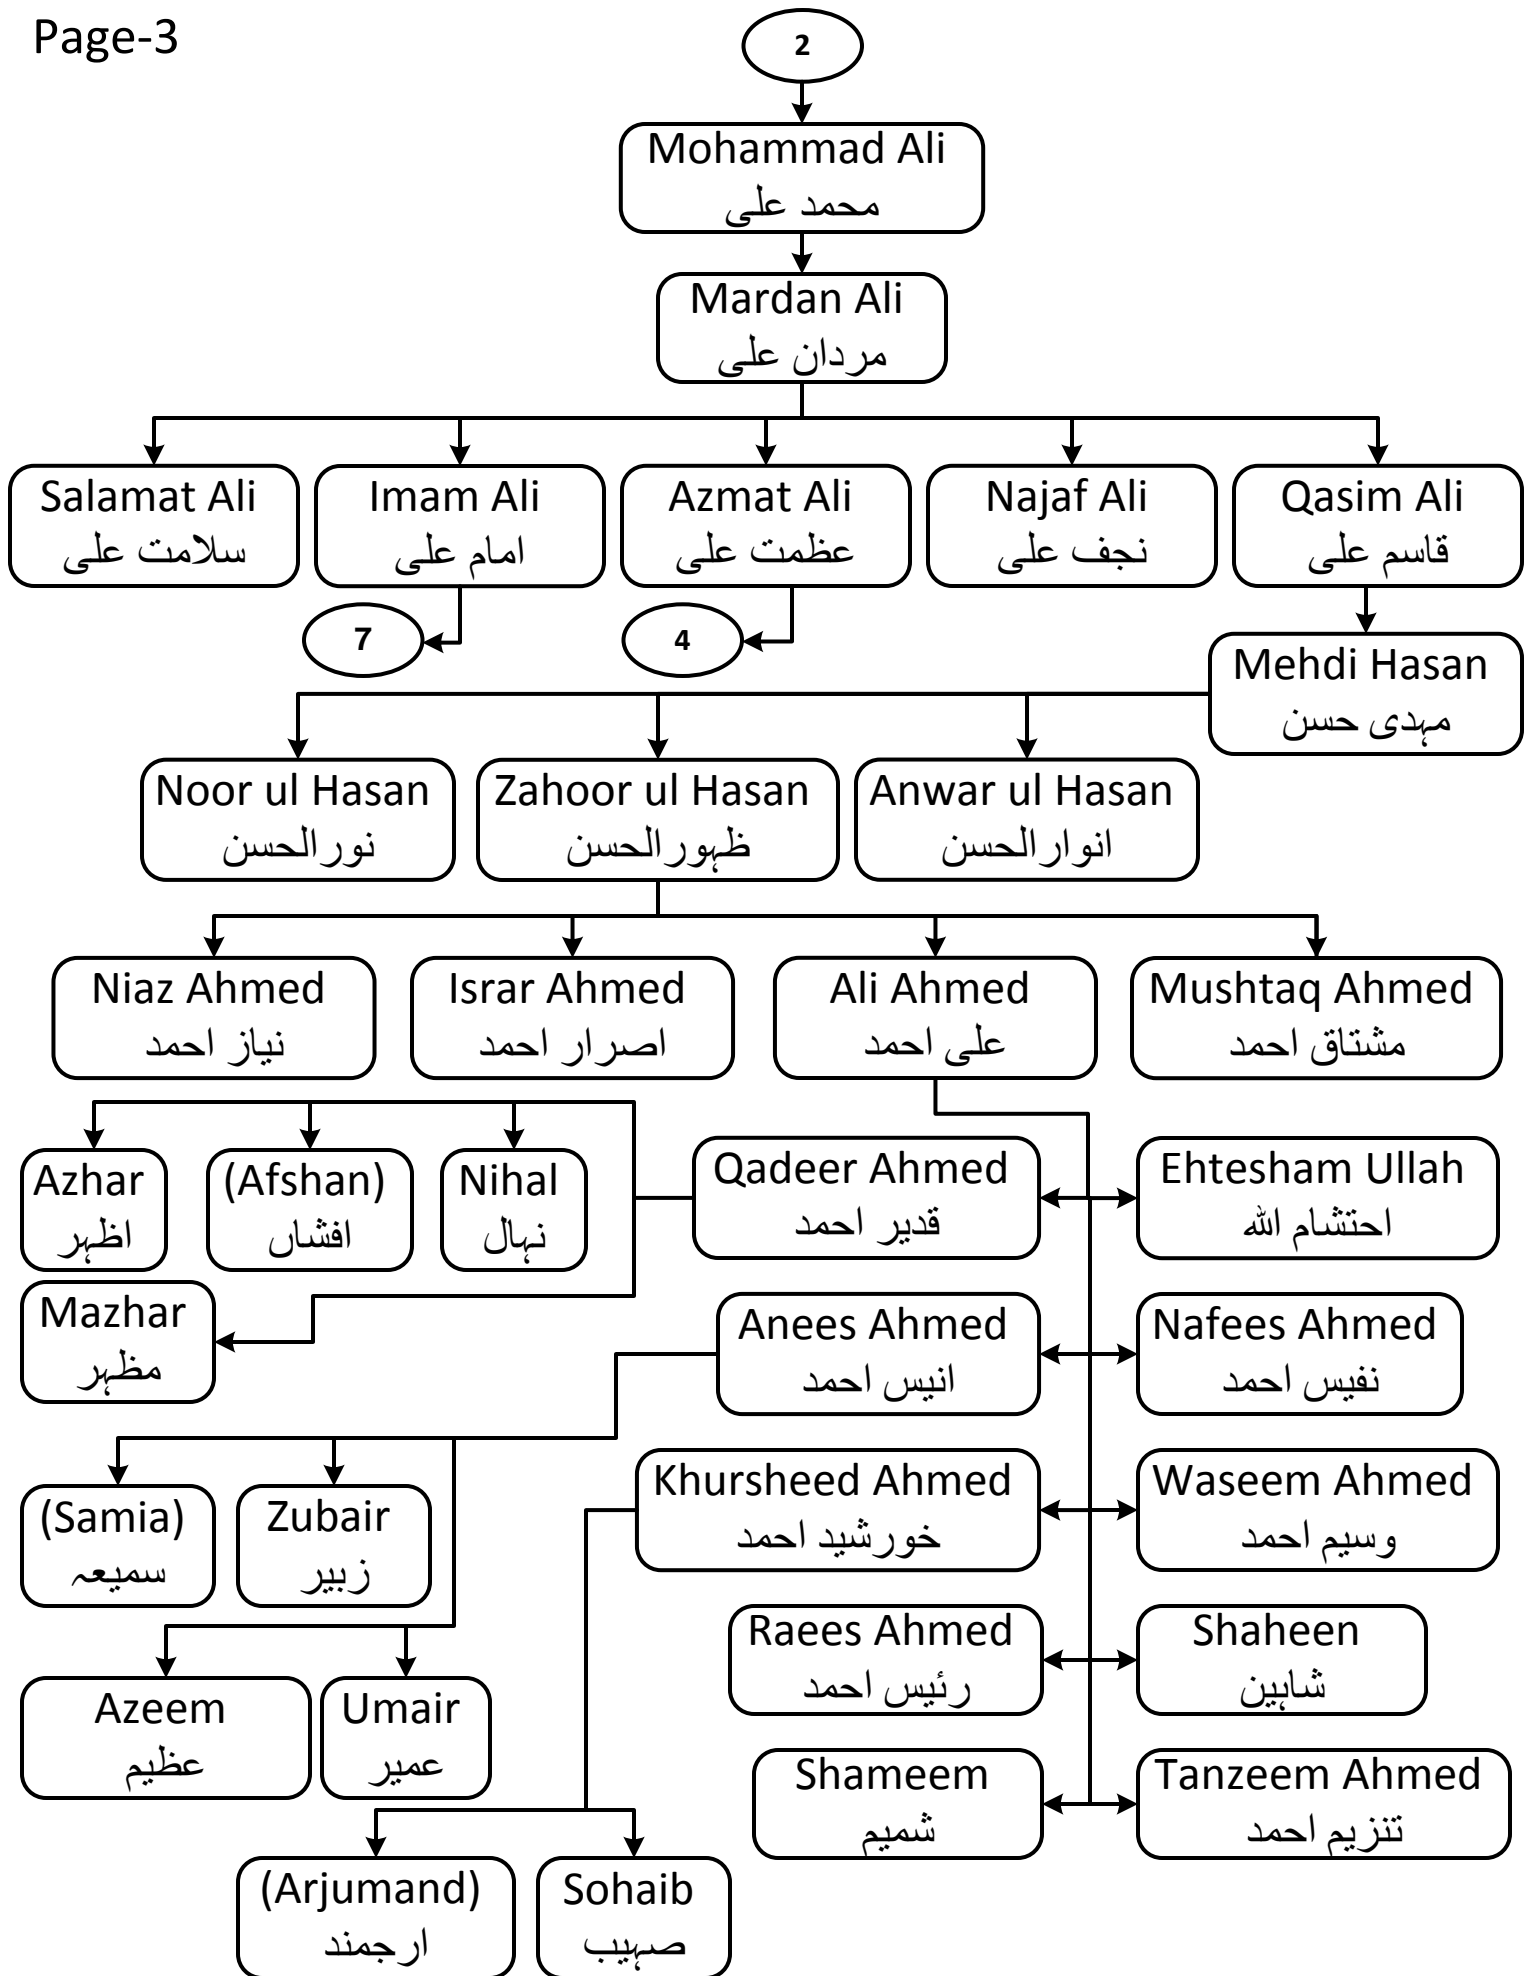 Page-3
2
Mohammad Ali
محمد علی
Mardan Ali
مردان علی
Salamat Ali
سلامت علی
Imam Ali
امام علی
Azmat Ali
عظمت علی
Najaf Ali
نجف علی
Qasim Ali
قاسم علی
7
4
Mehdi Hasan
مہدی حسن
Noor ul Hasan
نورالحسن
Zahoor ul Hasan
ظہورالحسن
Anwar ul Hasan
انوارالحسن
Niaz Ahmed
نیاز احمد
Israr Ahmed
اصرار احمد
Ali Ahmed
علی احمد
Mushtaq Ahmed
مشتاق احمد
Azhar
اظہر
(Afshan)
افشاں
Nihal
نہال
Qadeer Ahmed
قدیر احمد
Ehtesham Ullah
احتشام اللہ
Mazhar
مظہر
Anees Ahmed
انیس احمد
Nafees Ahmed
نفیس احمد
(Samia)
سمیعہ
Zubair
زبیر
Khursheed Ahmed
خورشید احمد
Waseem Ahmed
وسیم احمد
Raees Ahmed
رئیس احمد
Shaheen
شاہین
Azeem
عظیم
Umair
عمیر
Shameem
شمیم
Tanzeem Ahmed
تنزیم احمد
(Arjumand)
ارجمند
Sohaib
صہیب